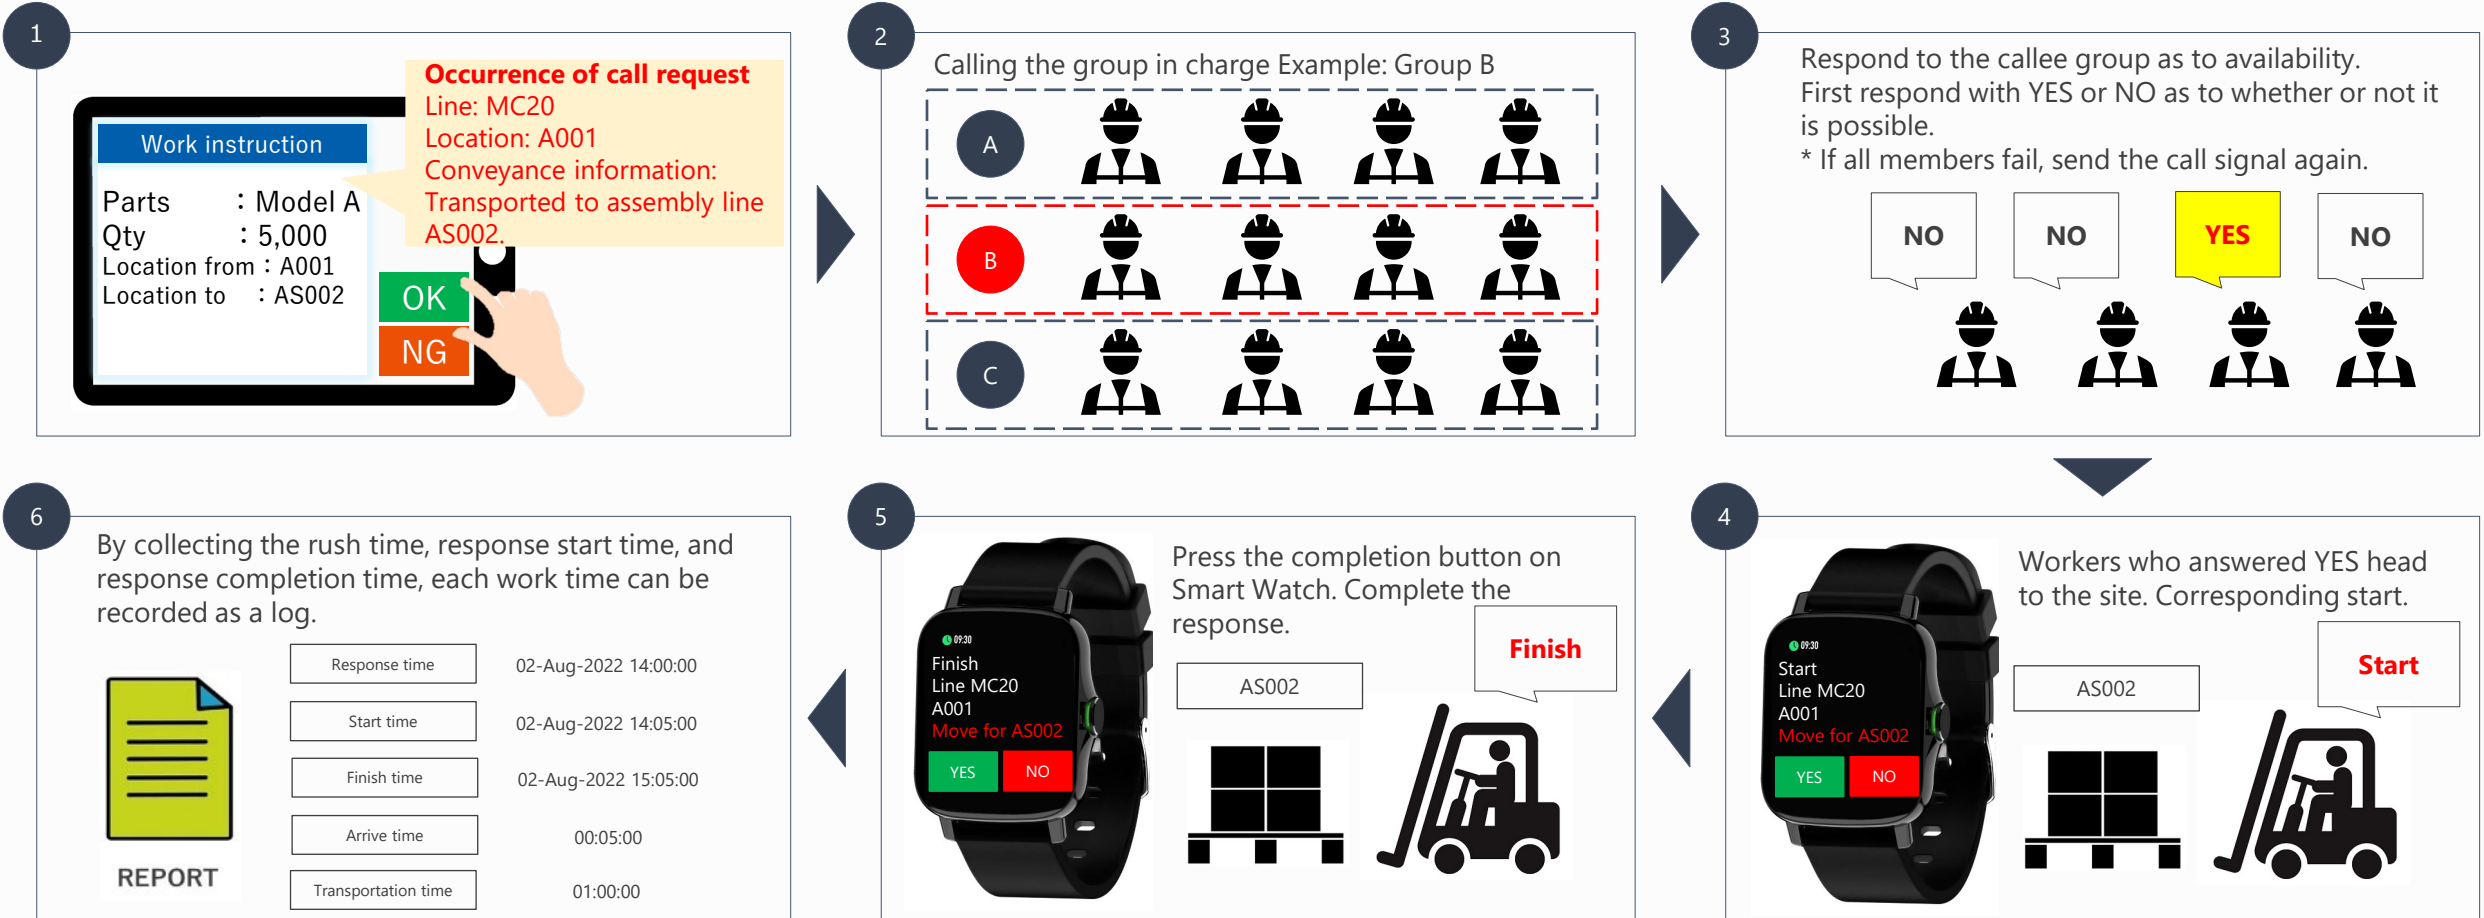 1
Occurrence of call request
Line: MC20
Location: A001
Conveyance information:
Transported to assembly line
AS002.
Work instruction
Parts : Model A
Qty : 5,000
Location from : A001
Location to : AS002
OK
NG
2
Calling the group in charge Example: Group B
A
B
C
3
Respond to the callee group as to availability.
First respond with YES or NO as to whether or not it
is possible.
* If all members fail, send the call signal again.
NO
NO
YES
NO
4
Workers who answered YES head
to the site. Corresponding start.
Start
AS002
09:30
Start
Line MC20
A001
Move for AS002
YES NO
5
Press the completion button on
Smart Watch. Complete the
response.
Finish
AS002
09:30
Finish
Line MC20
A001
Move for AS002
YES NO
6
By collecting the rush time, response start time, and
response completion time, each work time can be
recorded as a log.
Response time 02-Aug-2022 14:00:00
Start time 02-Aug-2022 14:05:00
Finish time 02-Aug-2022 15:05:00
Arrive time 00:05:00
Transportation time 01:00:00
REPORT